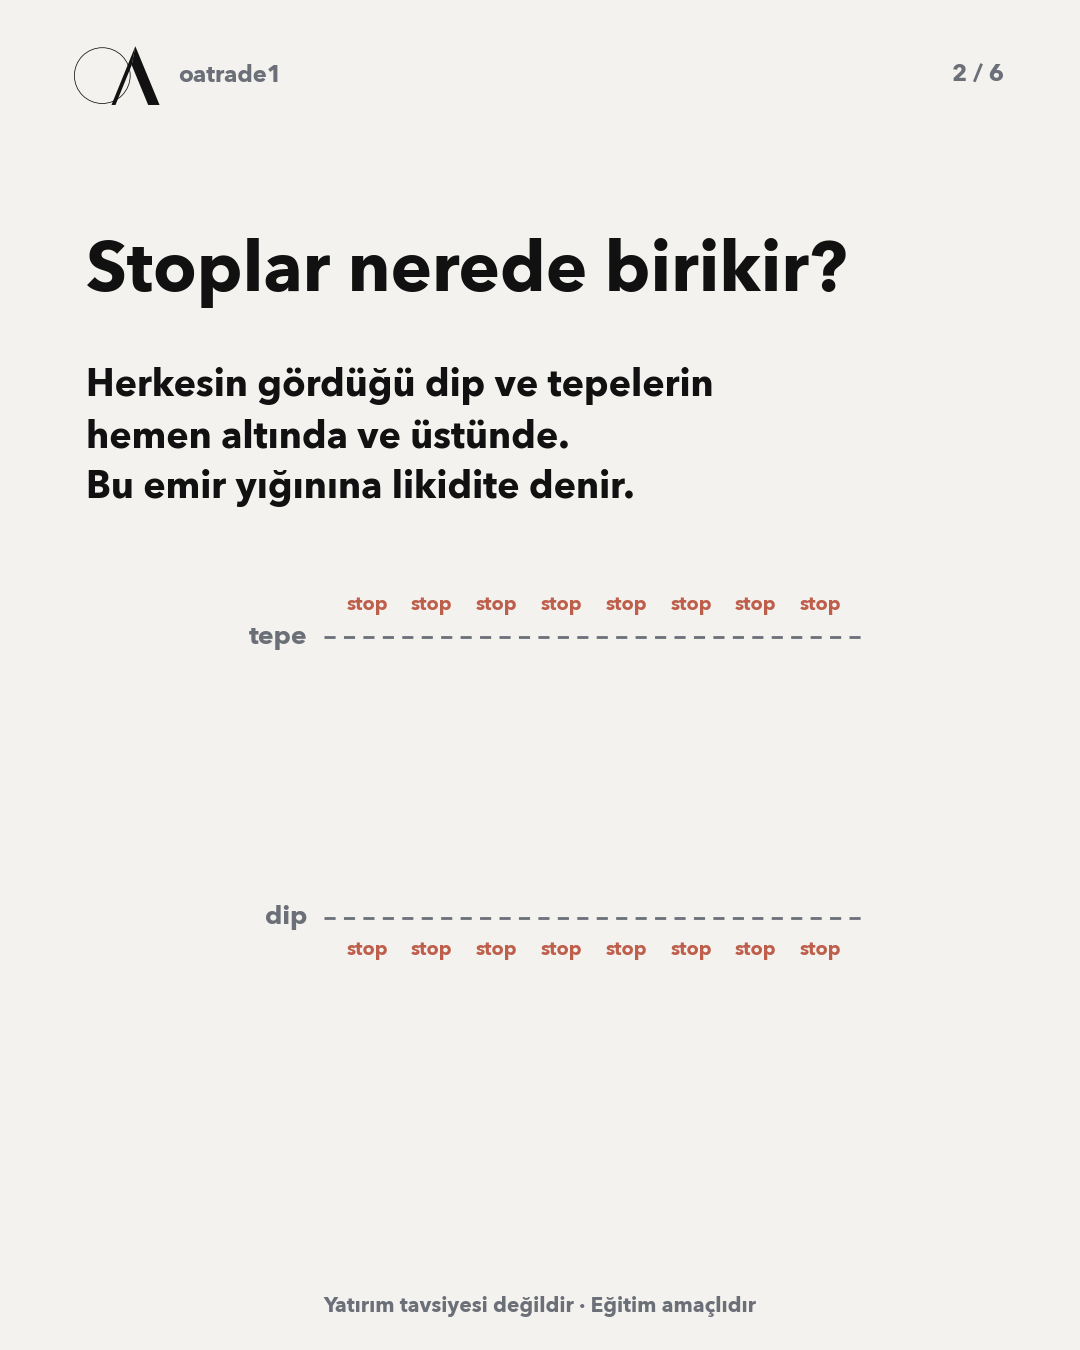 oatrade1
2 / 6
Stoplar nerede birikir?
Herkesin gördüğü dip ve tepelerin
hemen altında ve üstünde.
Bu emir yığınına likidite denir.
stop stop stop stop stop stop stop stop
tepe
dip
stop stop stop stop stop stop stop stop
Yatırım tavsiyesi değildir · Eğitim amaçlıdır